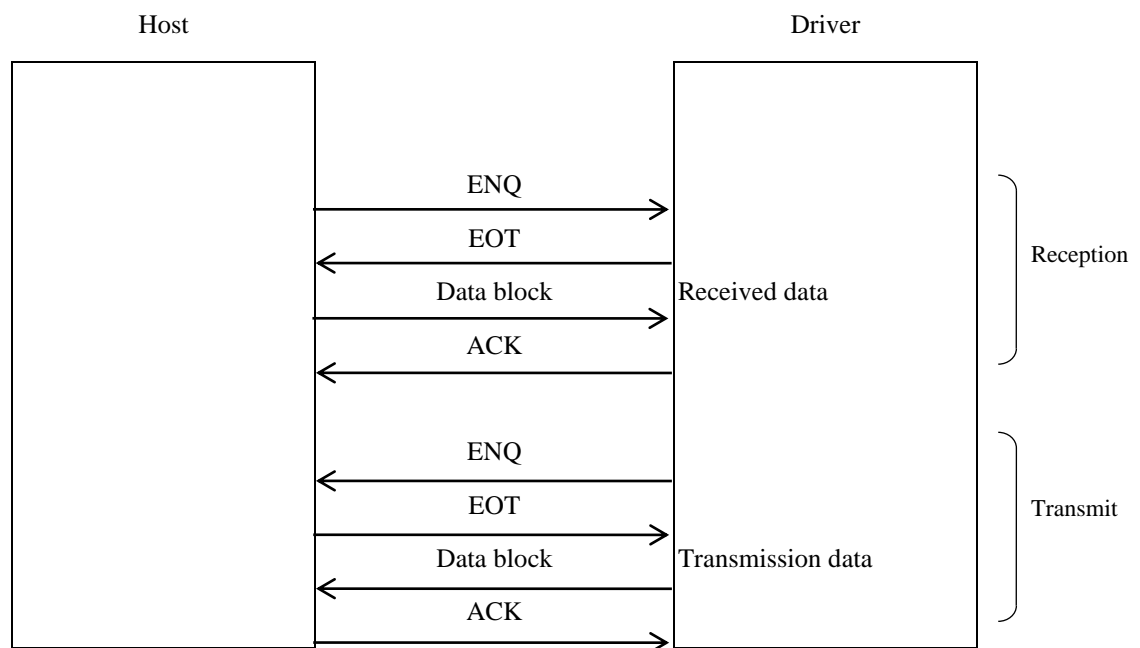 Host
Driver
ENQ
EOT
Reception
Data block
Received data
ACK
ENQ
EOT
Transmit
Data block
Transmission data
ACK